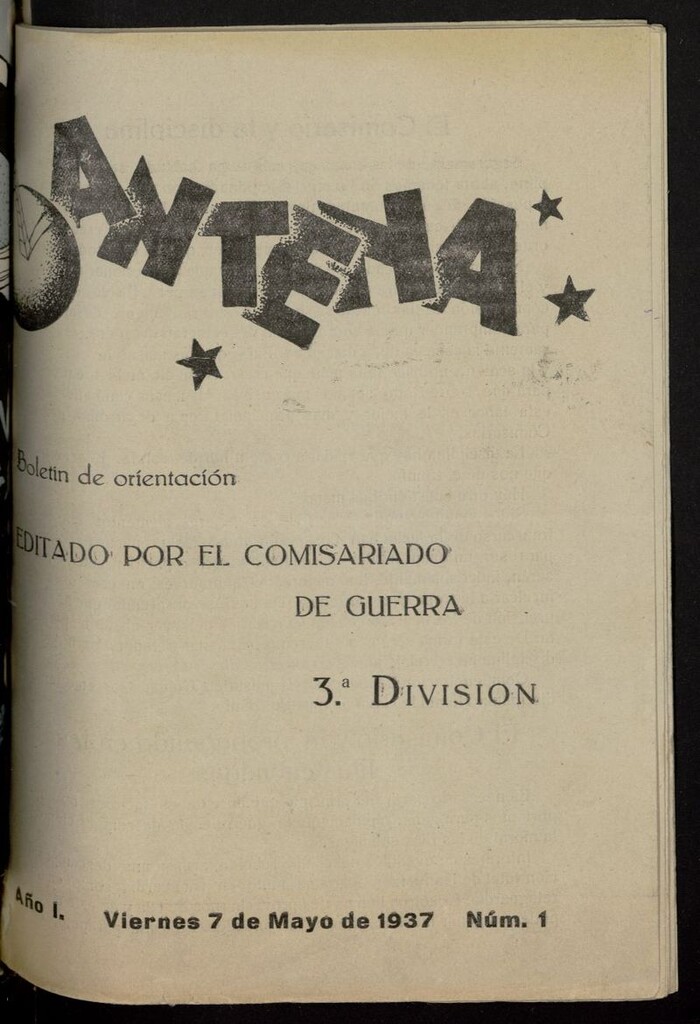 ANTENA
Boletin de orientación
EDITADO POR EL COMISARIADO
DE GUERRA
3.ª DIVISION
Año I. Viernes 7 de Mayo de 1937 Núm. 1